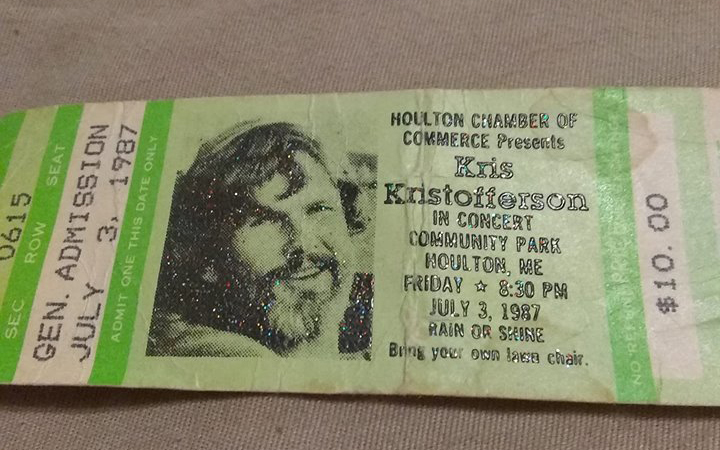 0615
SEC ROW SEAT
GEN. ADMISSION
JULY 3, 1987
ADMIT ONE THIS DATE ONLY
HOULTON CHAMBER OF
COMMERCE Presents
Kris
Kristofferson
IN CONCERT
COMMUNITY PARK
HOULTON, ME
FRIDAY ☆ 8:30 PM
JULY 3, 1987
RAIN OR SHINE
Bring your own lawn chair.
$10.00